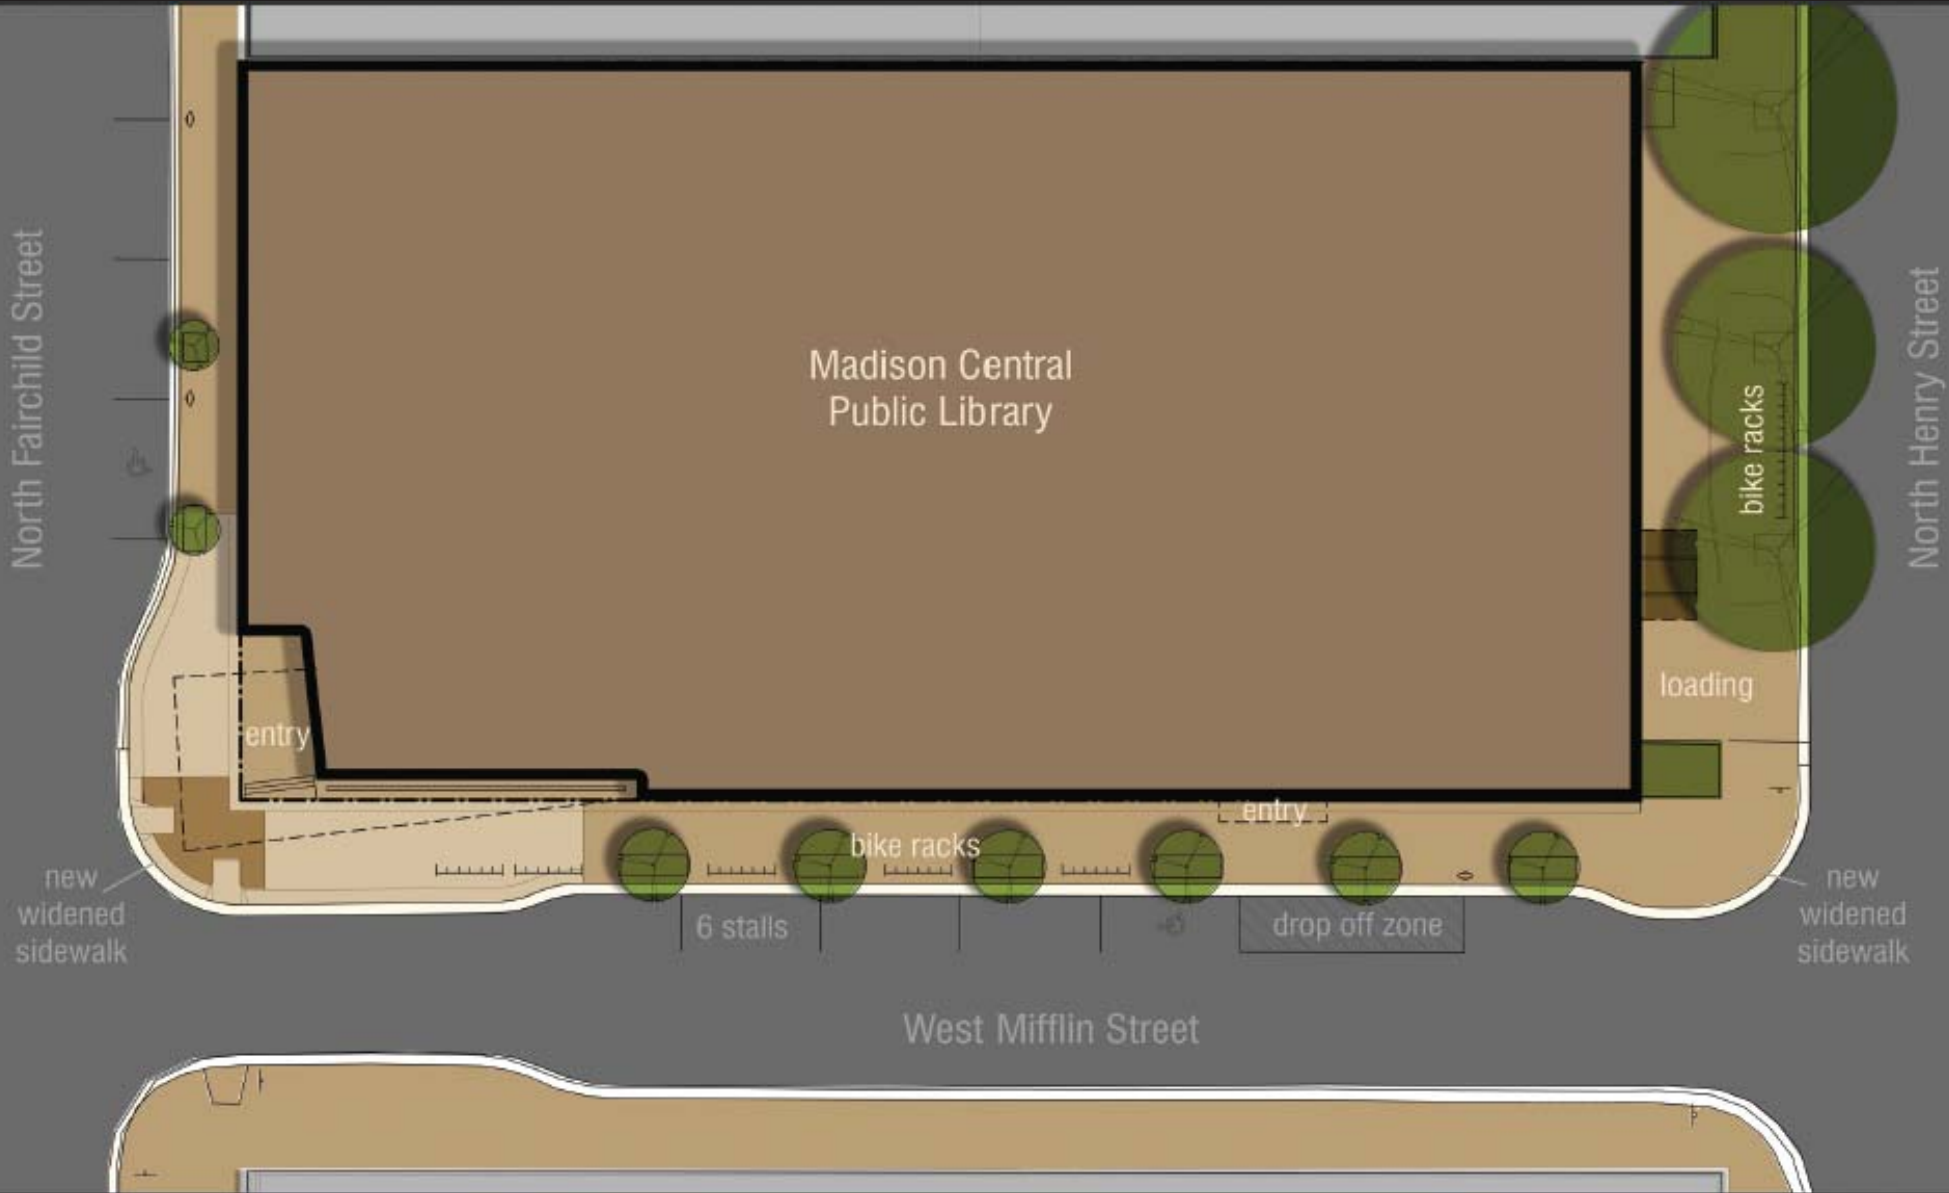 North Fairchild Street
Madison Central
Public Library
bike racks
North Henry Street
loading
entry
entry
bike racks
new
widened
sidewalk
6 stalls
drop off zone
new
widened
sidewalk
West Mifflin Street